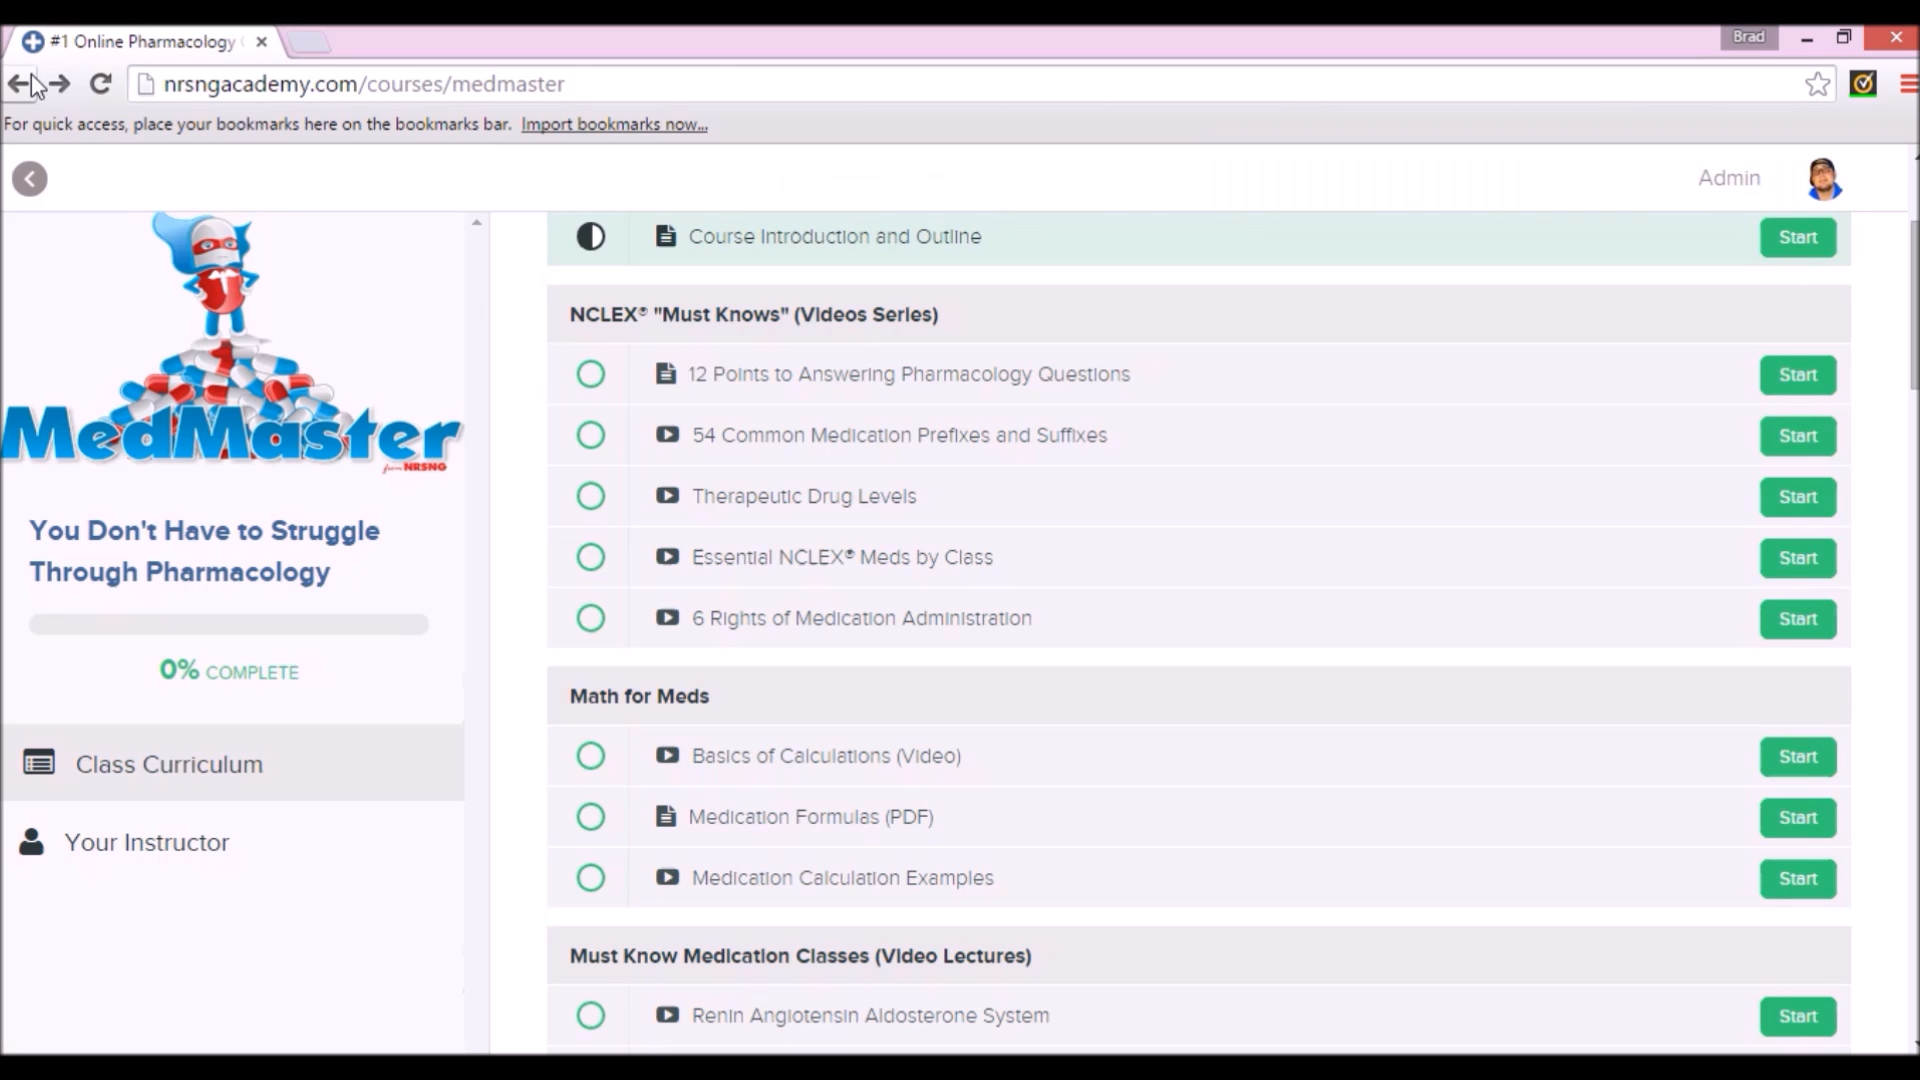 #1 Online Pharmacology
Brad
nrsngacademy.com/courses/medmaster
For quick access, place your bookmarks here on the bookmarks bar. Import bookmarks now...
Admin
Course Introduction and Outline
Start
NCLEX® "Must Knows" (Videos Series)
12 Points to Answering Pharmacology Questions
Start
54 Common Medication Prefixes and Suffixes
Start
Therapeutic Drug Levels
Start
Essential NCLEX® Meds by Class
Start
6 Rights of Medication Administration
Start
Math for Meds
Basics of Calculations (Video)
Start
Medication Formulas (PDF)
Start
Medication Calculation Examples
Start
Must Know Medication Classes (Video Lectures)
Renin Angiotensin Aldosterone System
Start
MedMaster
from NRSNG
You Don't Have to Struggle
Through Pharmacology
0% COMPLETE
Class Curriculum
Your Instructor